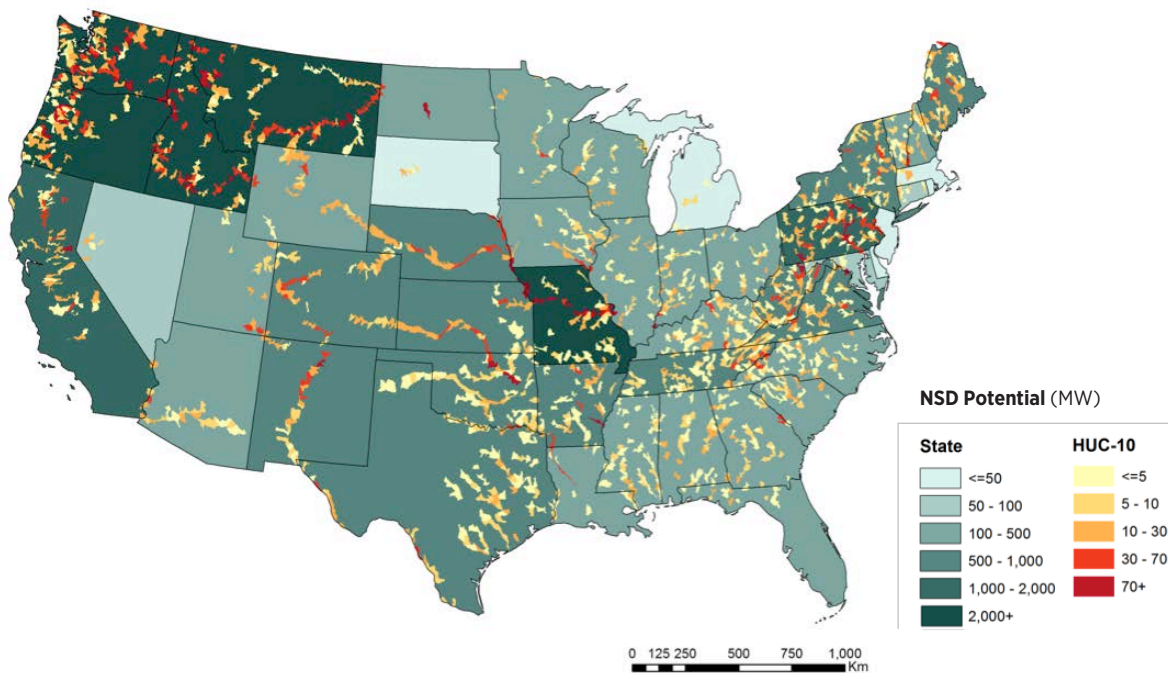 NSD Potential (MW)
State
<=50
50 - 100
100 - 500
500 - 1,000
1,000 - 2,000
2,000+
HUC-10
<=5
5 - 10
10 - 30
30 - 70
70+
0 125 250 500 750 1,000
Km